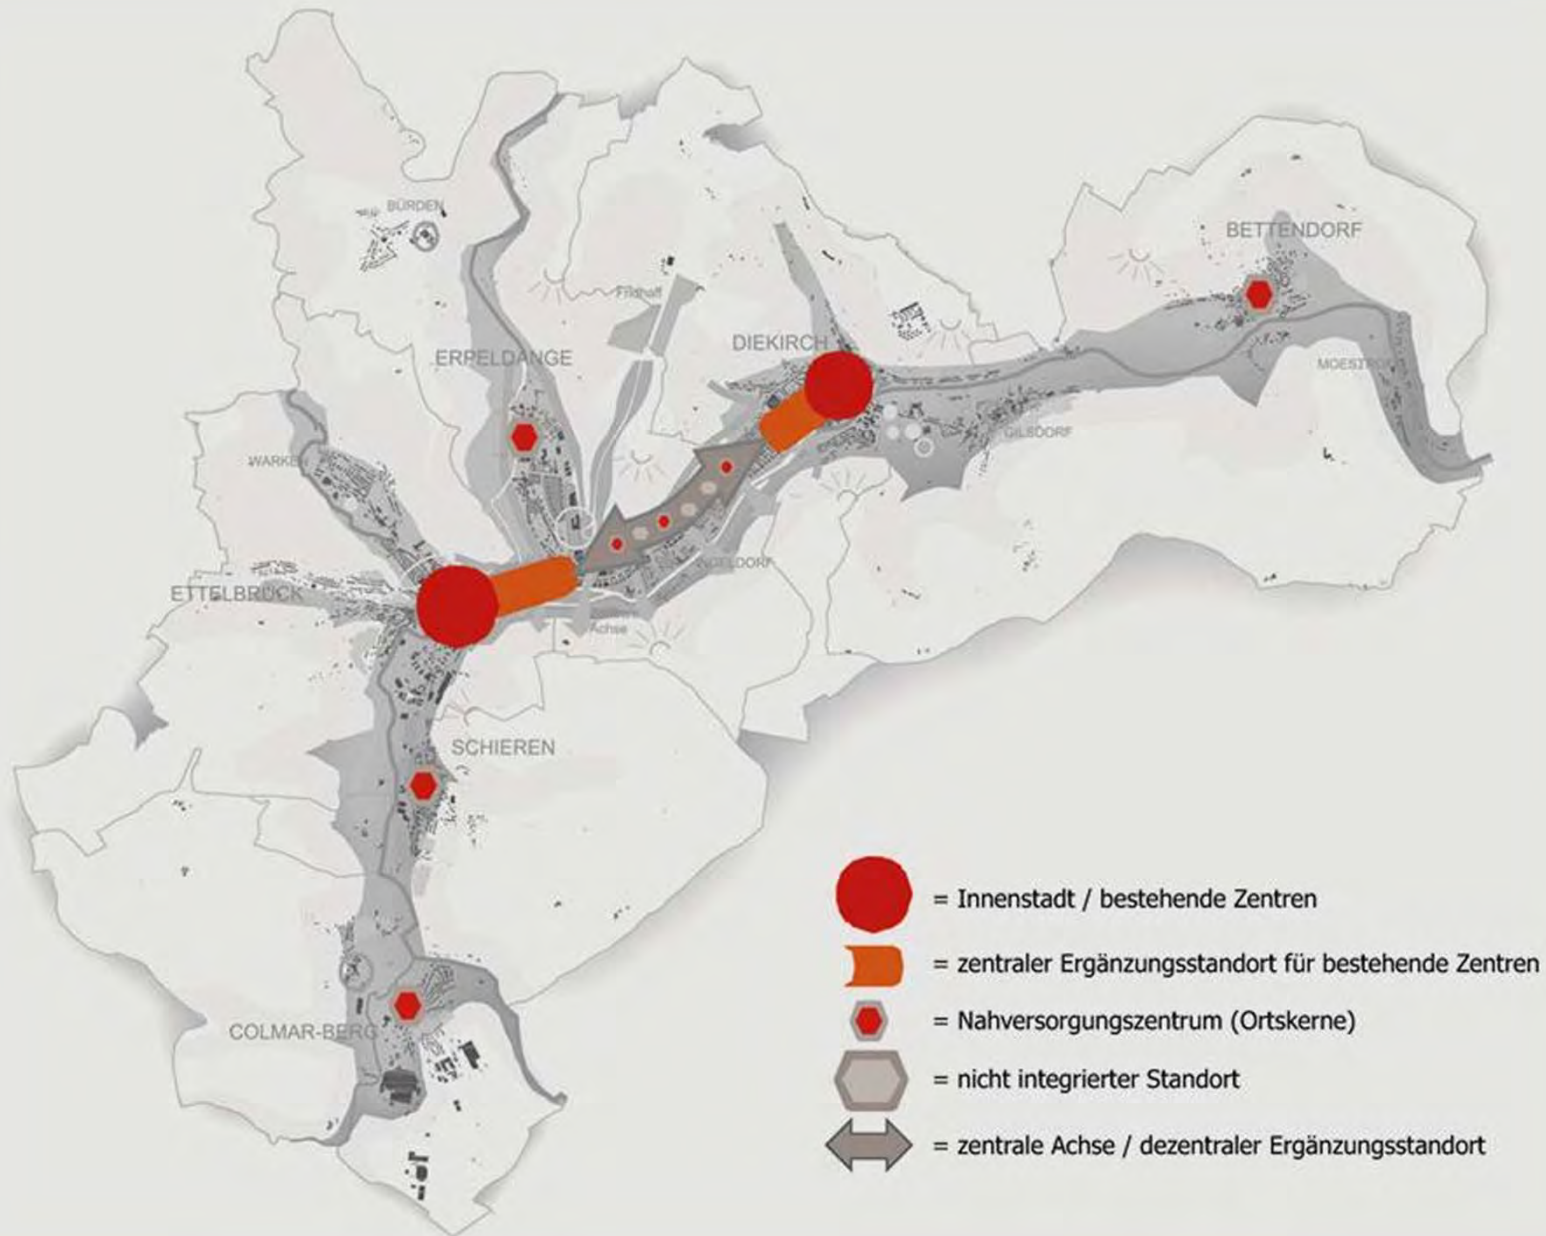 BÜRDEN
BETTENDORF
Fridhaff
DIEKIRCH
ERPELDANGE
MOESTROFF
GILSDORF
WARKEN
INGELDORF
ETTELBRÜCK
Achse
SCHIEREN
COLMAR-BERG
= Innenstadt / bestehende Zentren
= zentraler Ergänzungsstandort für bestehende Zentren
= Nahversorgungszentrum (Ortskerne)
= nicht integrierter Standort
= zentrale Achse / dezentraler Ergänzungsstandort